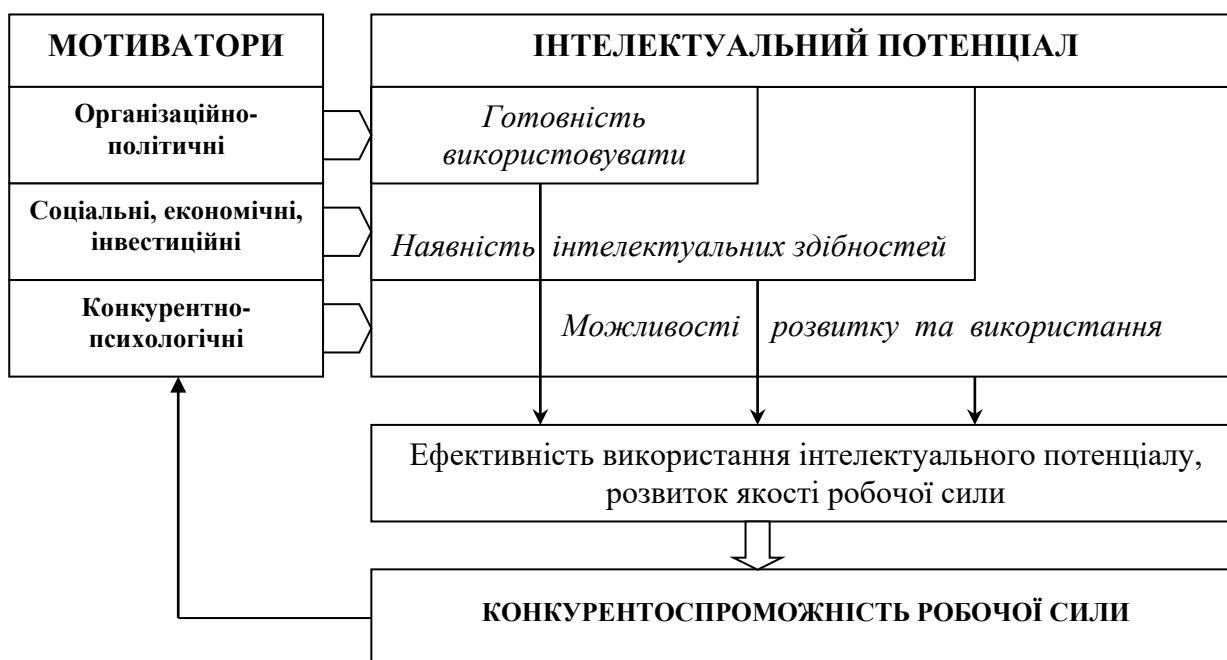 МОТИВАТОРИ
ІНТЕЛЕКТУАЛЬНИЙ ПОТЕНЦІАЛ
Організаційно-
політичні
Готовність
використовувати
Соціальні, економічні,
інвестиційні
Наявність інтелектуальних здібностей
Конкурентно-
психологічні
Можливості розвитку та використання
Ефективність використання інтелектуального потенціалу,
розвиток якості робочої сили
КОНКУРЕНТОСПРОМОЖНІСТЬ РОБОЧОЇ СИЛИ